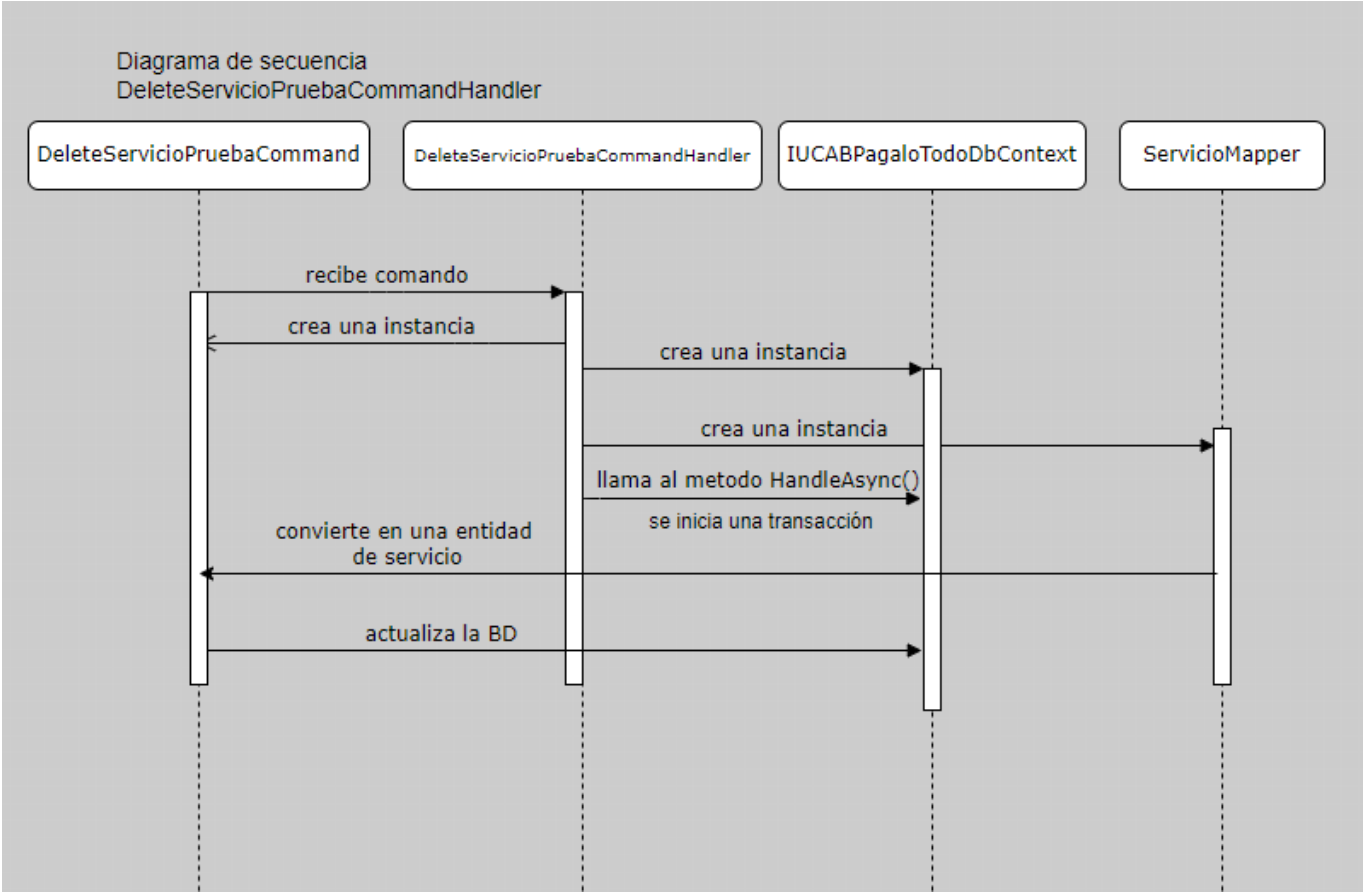 Diagrama de secuencia
DeleteServicioPruebaCommandHandler
DeleteServicioPruebaCommand
DeleteServicioPruebaCommandHandler
IUCABPagaloTodoDbContext
ServicioMapper
recibe comando
crea una instancia
crea una instancia
crea una instancia
llama al metodo HandleAsync()
se inicia una transacción
convierte en una entidad
de servicio
actualiza la BD